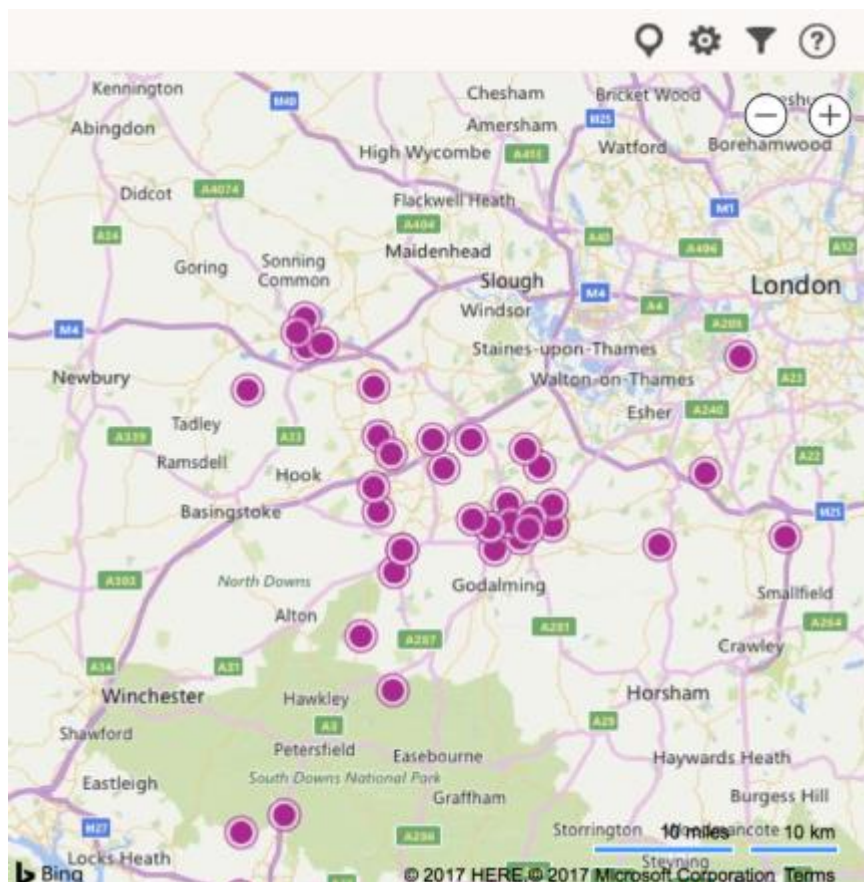 Kennington
M40
Chesham
Bricket Wood
M25
Abingdon
Amersham
Watford
Borehamwood
High Wycombe
A413
Didcot
A4074
Flackwell Heath
M1
A34
A404
A40
A406
A12
Goring
Sonning
Common
Maidenhead
Slough
London
Windsor
M4
A4
M4
A205
Staines-upon-Thames
Newbury
Walton-on-Thames
A23
Esher
A240
Tadley
A339
A33
A22
Ramsdell
Hook
Basingstoke
M25
A303
North Downs
Godalming
Smallfield
Alton
A287
A281
A264
A34
A31
Crawley
Winchester
Hawkley
Horsham
A3
A29
Shawford
Petersfield
Easebourne
Haywards Heath
Eastleigh
South Downs National Park
Graffham
Burgess Hill
M27
A286
Storrington
10 miles
10 km
Locks Heath
Steyning
Bing
© 2017 HERE,© 2017 Microsoft Corporation Terms